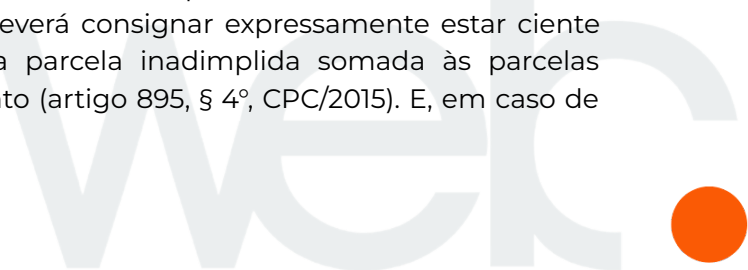 everá consignar expressamente estar ciente
a parcela inadimplida somada às parcelas
to (artigo 895, § 4º, CPC/2015). E, em caso de
web.